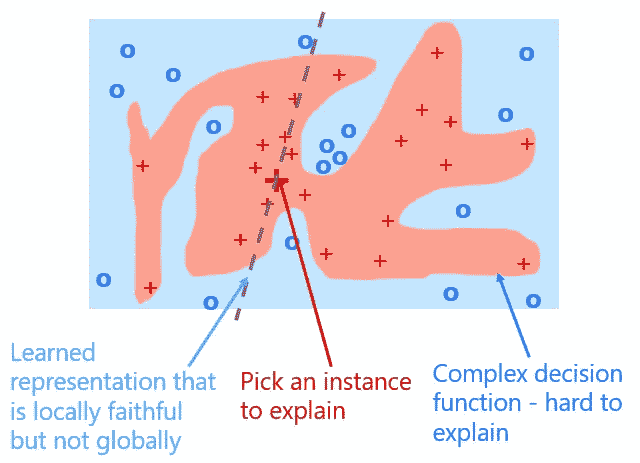 Learned
representation that
is locally faithful
but not globally
Pick an instance
to explain
Complex decision
function - hard to
explain